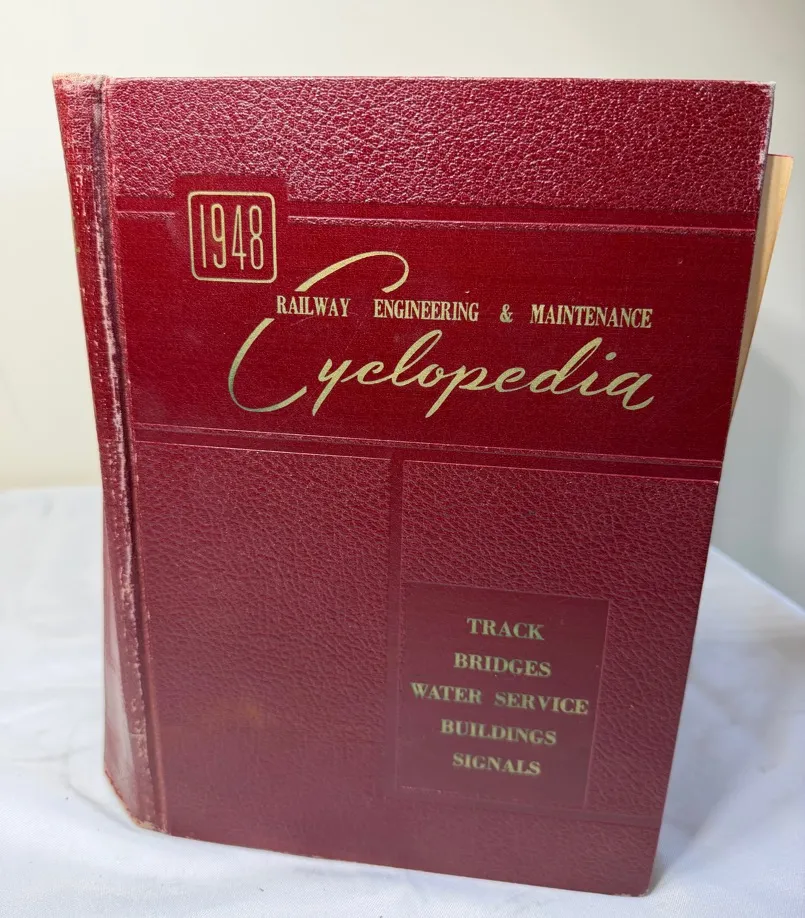 1948
RAILWAY ENGINEERING & MAINTENANCE
Cyclopedia
TRACK
BRIDGES
WATER SERVICE
BUILDINGS
SIGNALS